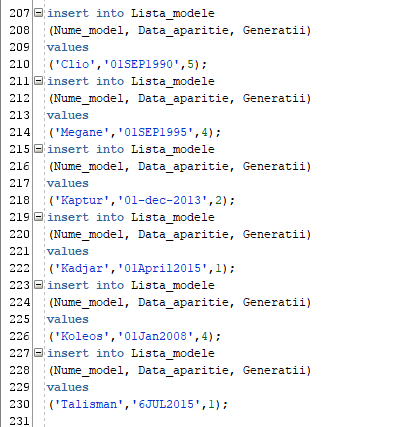 207 insert into Lista_modele
208 (Nume_model, Data_aparitie, Generatii)
209 values
210 ('Clio','01SEP1990',5);
211 insert into Lista_modele
212 (Nume_model, Data_aparitie, Generatii)
213 values
214 ('Megane','01SEP1995',4);
215 insert into Lista_modele
216 (Nume_model, Data_aparitie, Generatii)
217 values
218 ('Kaptur','01-dec-2013',2);
219 insert into Lista_modele
220 (Nume_model, Data_aparitie, Generatii)
221 values
222 ('Kadjar','01April2015',1);
223 insert into Lista_modele
224 (Nume_model, Data_aparitie, Generatii)
225 values
226 ('Koleos','01Jan2008',4);
227 insert into Lista_modele
228 (Nume_model, Data_aparitie, Generatii)
229 values
230 ('Talisman','6JUL2015',1);
231